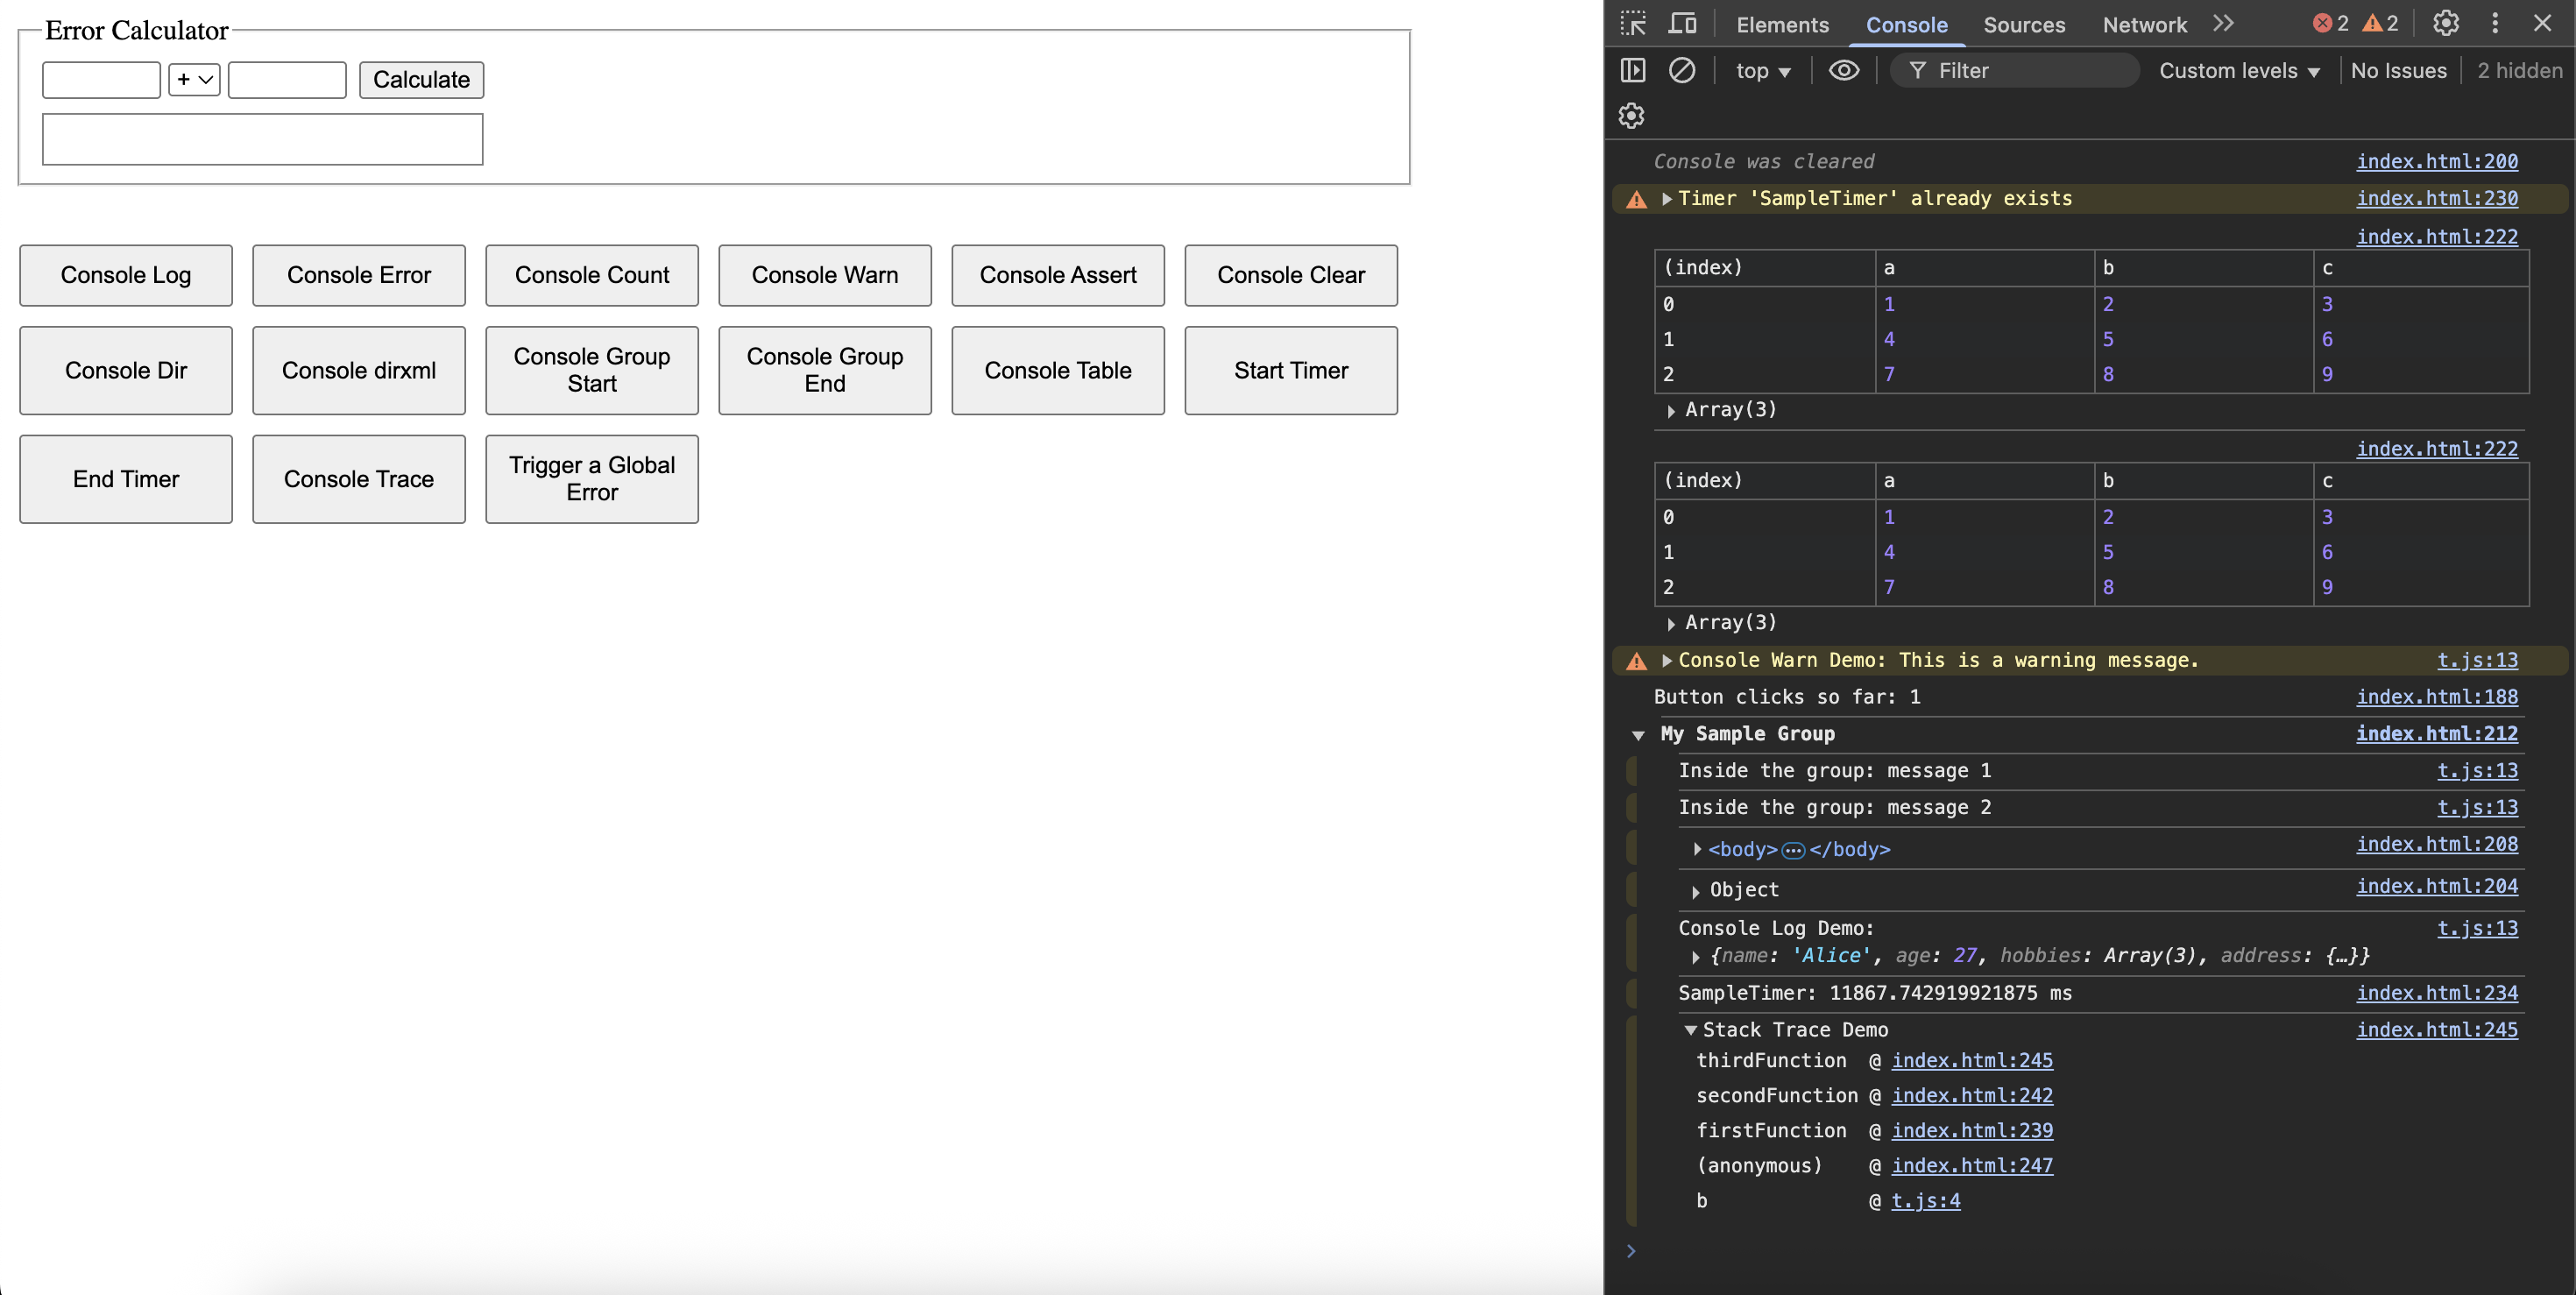 Error Calculator
+
Calculate
Console Log
Console Error
Console Count
Console Warn
Console Assert
Console Clear
Console Dir
Console dirxml
Console Group
Start
Console Group
End
Console Table
Start Timer
End Timer
Console Trace
Trigger a Global
Error
Elements Console Sources Network 2 2
top Filter Custom levels No Issues 2 hidden
Console was cleared index.html:200
Timer 'SampleTimer' already exists index.html:230
index.html:222
(index) a b c
0 1 2 3
1 4 5 6
2 7 8 9
Array(3)
index.html:222
(index) a b c
0 1 2 3
1 4 5 6
2 7 8 9
Array(3)
Console Warn Demo: This is a warning message. t.js:13
Button clicks so far: 1 index.html:188
My Sample Group index.html:212
Inside the group: message 1 t.js:13
Inside the group: message 2 t.js:13
<body>…</body> index.html:208
Object index.html:204
Console Log Demo: t.js:13
{name: 'Alice', age: 27, hobbies: Array(3), address: {…}}
SampleTimer: 11867.742919921875 ms index.html:234
Stack Trace Demo index.html:245
thirdFunction @ index.html:245
secondFunction @ index.html:242
firstFunction @ index.html:239
(anonymous) @ index.html:247
b @ t.js:4